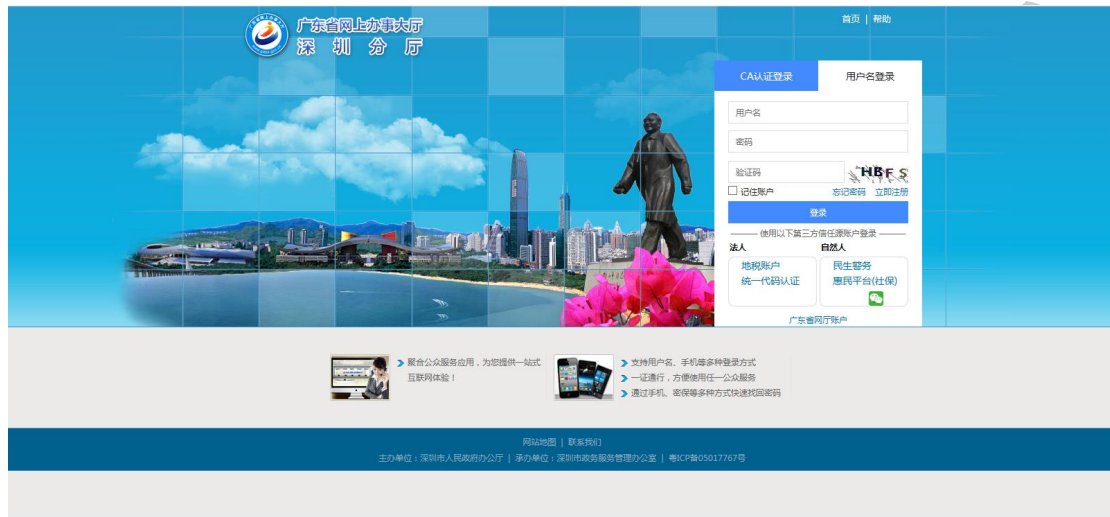 广东省网上办事大厅
深圳分厅
首页 | 帮助
CA认证登录 用户名登录
用户名
密码
验证码 HBFS
记住账户 忘记密码 立即注册
登录
使用以下第三方信任源账户登录
法人 自然人
地税账户 民生警务
统一代码认证 惠民平台(社保)
广东省网厅账户
聚合公众服务应用，为您提供一站式
互联网体验！
支持用户名、手机等多种登录方式
一证通行，方便使用任一公众服务
通过手机、密保等多种方式快速找回密码
网站地图 | 联系我们
主办单位：深圳市人民政府办公厅 | 承办单位：深圳市政务服务管理办公室 | 粤ICP备05017767号